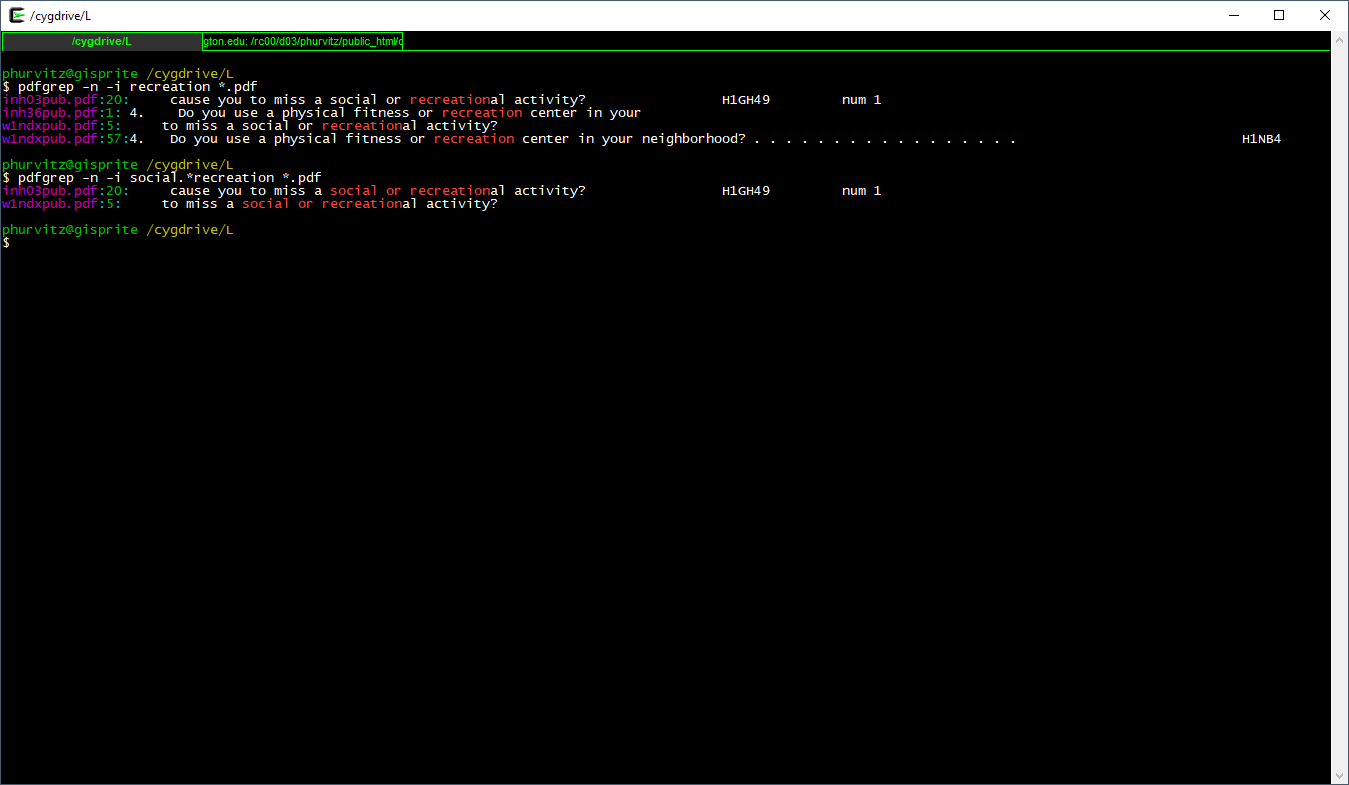 /cygdrive/L
/cygdrive/L gton.edu: /rc00/d03/phurvitz/public_html/c
phurvitz@gisprite /cygdrive/L
$ pdfgrep -n -i recreation *.pdf
inh03pub.pdf:20:     cause you to miss a social or recreational activity?                 H1GH49         num 1
inh36pub.pdf:1: 4.    Do you use a physical fitness or recreation center in your
w1ndxpub.pdf:5:     to miss a social or recreational activity?
w1ndxpub.pdf:57:4.   Do you use a physical fitness or recreation center in your neighborhood? . . . . . . . . . . . . . . . . .                            H1NB4
phurvitz@gisprite /cygdrive/L
$ pdfgrep -n -i social.*recreation *.pdf
inh03pub.pdf:20:     cause you to miss a social or recreational activity?                 H1GH49         num 1
w1ndxpub.pdf:5:     to miss a social or recreational activity?
phurvitz@gisprite /cygdrive/L
$